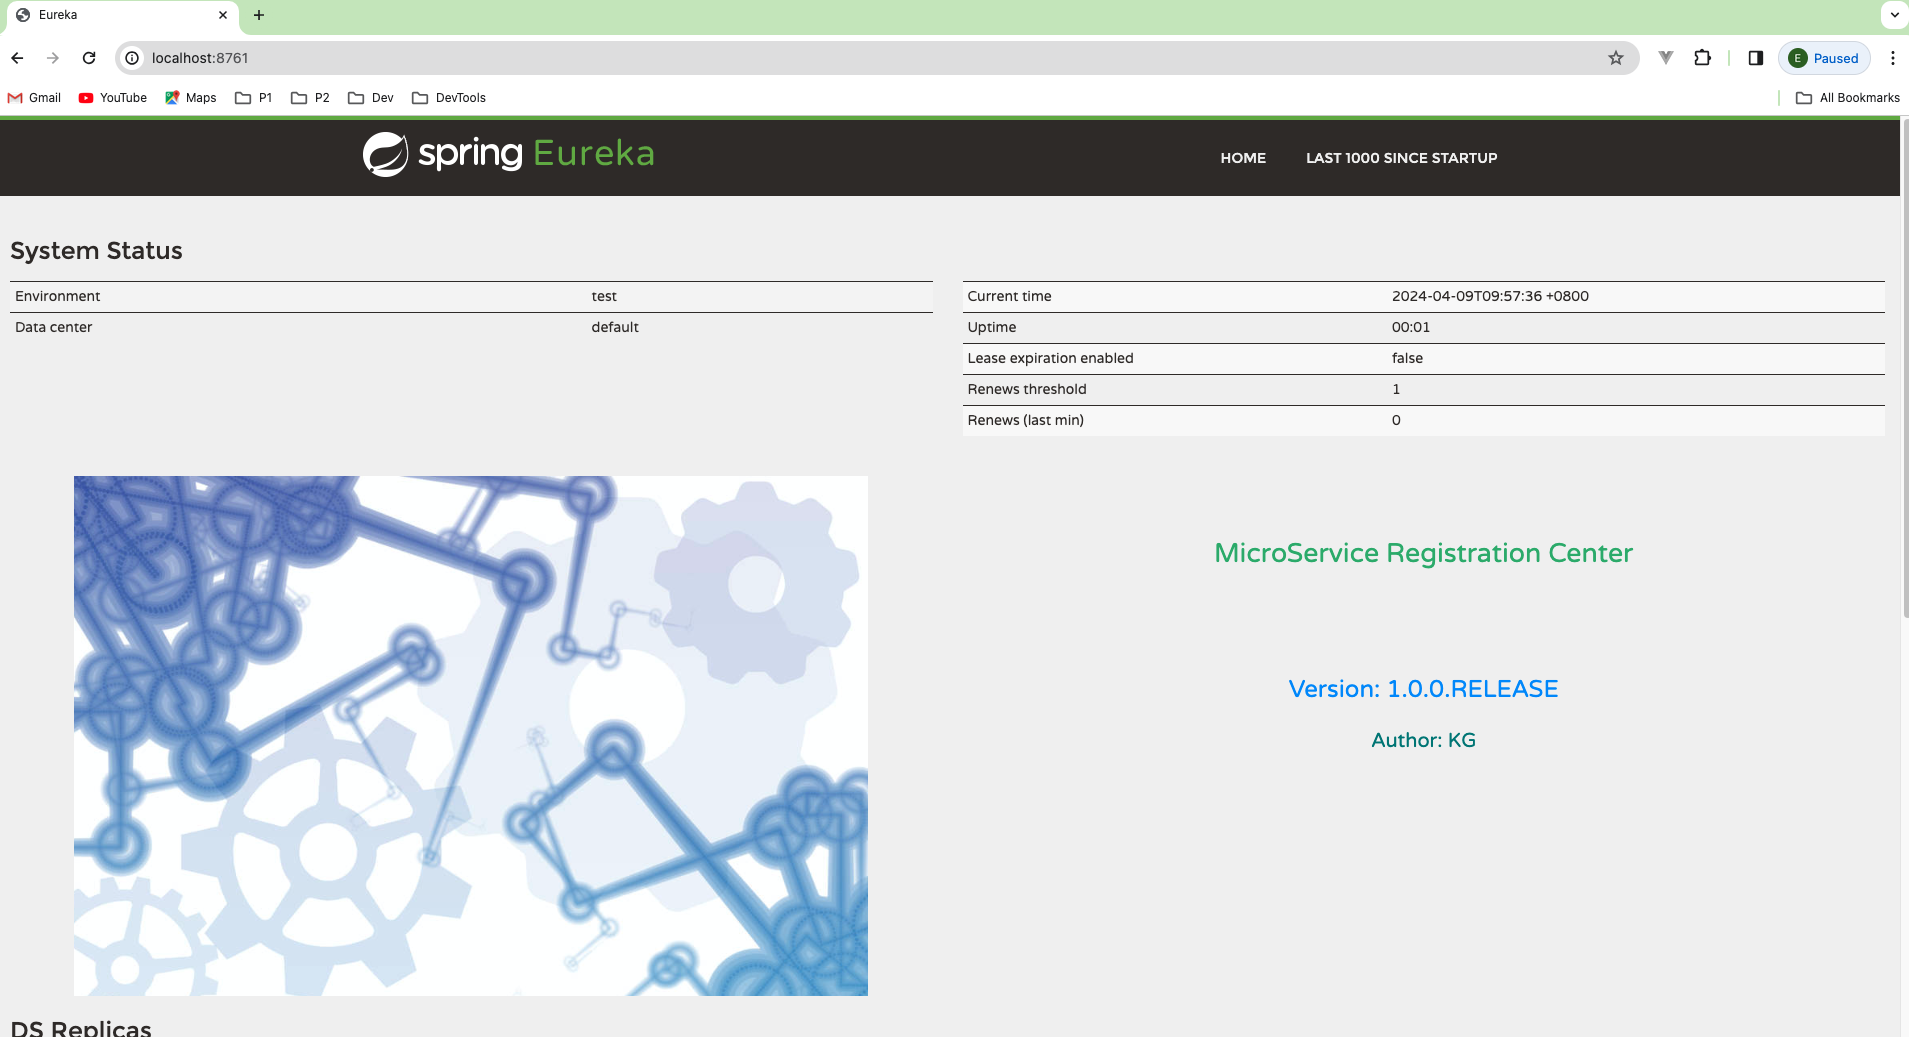 Eureka
localhost:8761
E Paused
Gmail YouTube Maps P1 P2 Dev DevTools All Bookmarks
spring Eureka
HOME LAST 1000 SINCE STARTUP
System Status
Environment test
Data center default
Current time 2024-04-09T09:57:36 +0800
Uptime 00:01
Lease expiration enabled false
Renews threshold 1
Renews (last min) 0
MicroService Registration Center
Version: 1.0.0.RELEASE
Author: KG
DS Replicas